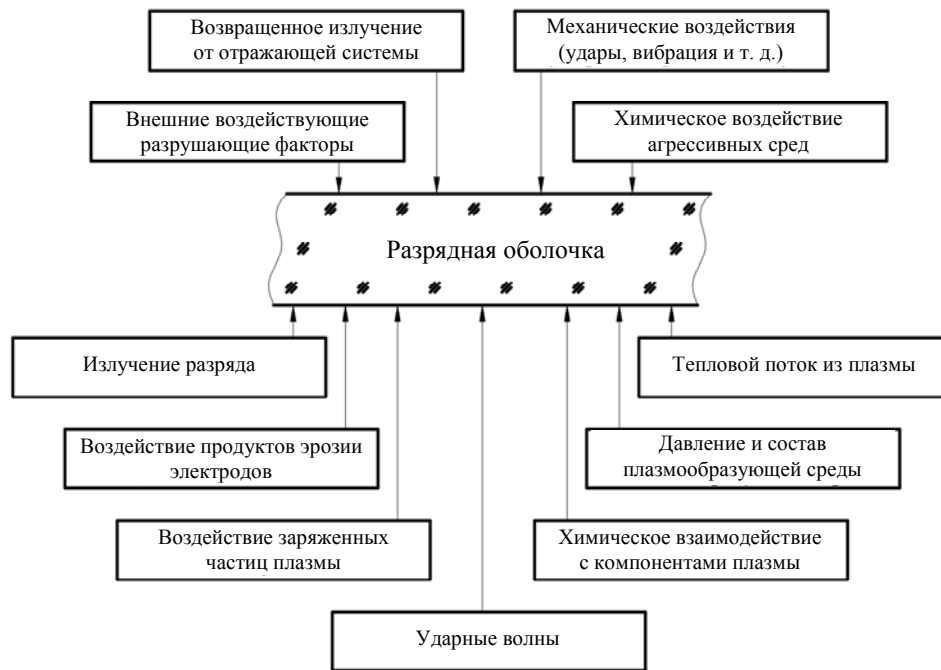 Возвращенное излучение
от отражающей системы
Механические воздействия
(удары, вибрация и т. д.)
Внешние воздействующие
разрушающие факторы
Химическое воздействие
агрессивных сред
Разрядная оболочка
Излучение разряда
Тепловой поток из плазмы
Воздействие продуктов эрозии
электродов
Давление и состав
плазмообразующей среды
Воздействие заряженных
частиц плазмы
Химическое взаимодействие
с компонентами плазмы
Ударные волны